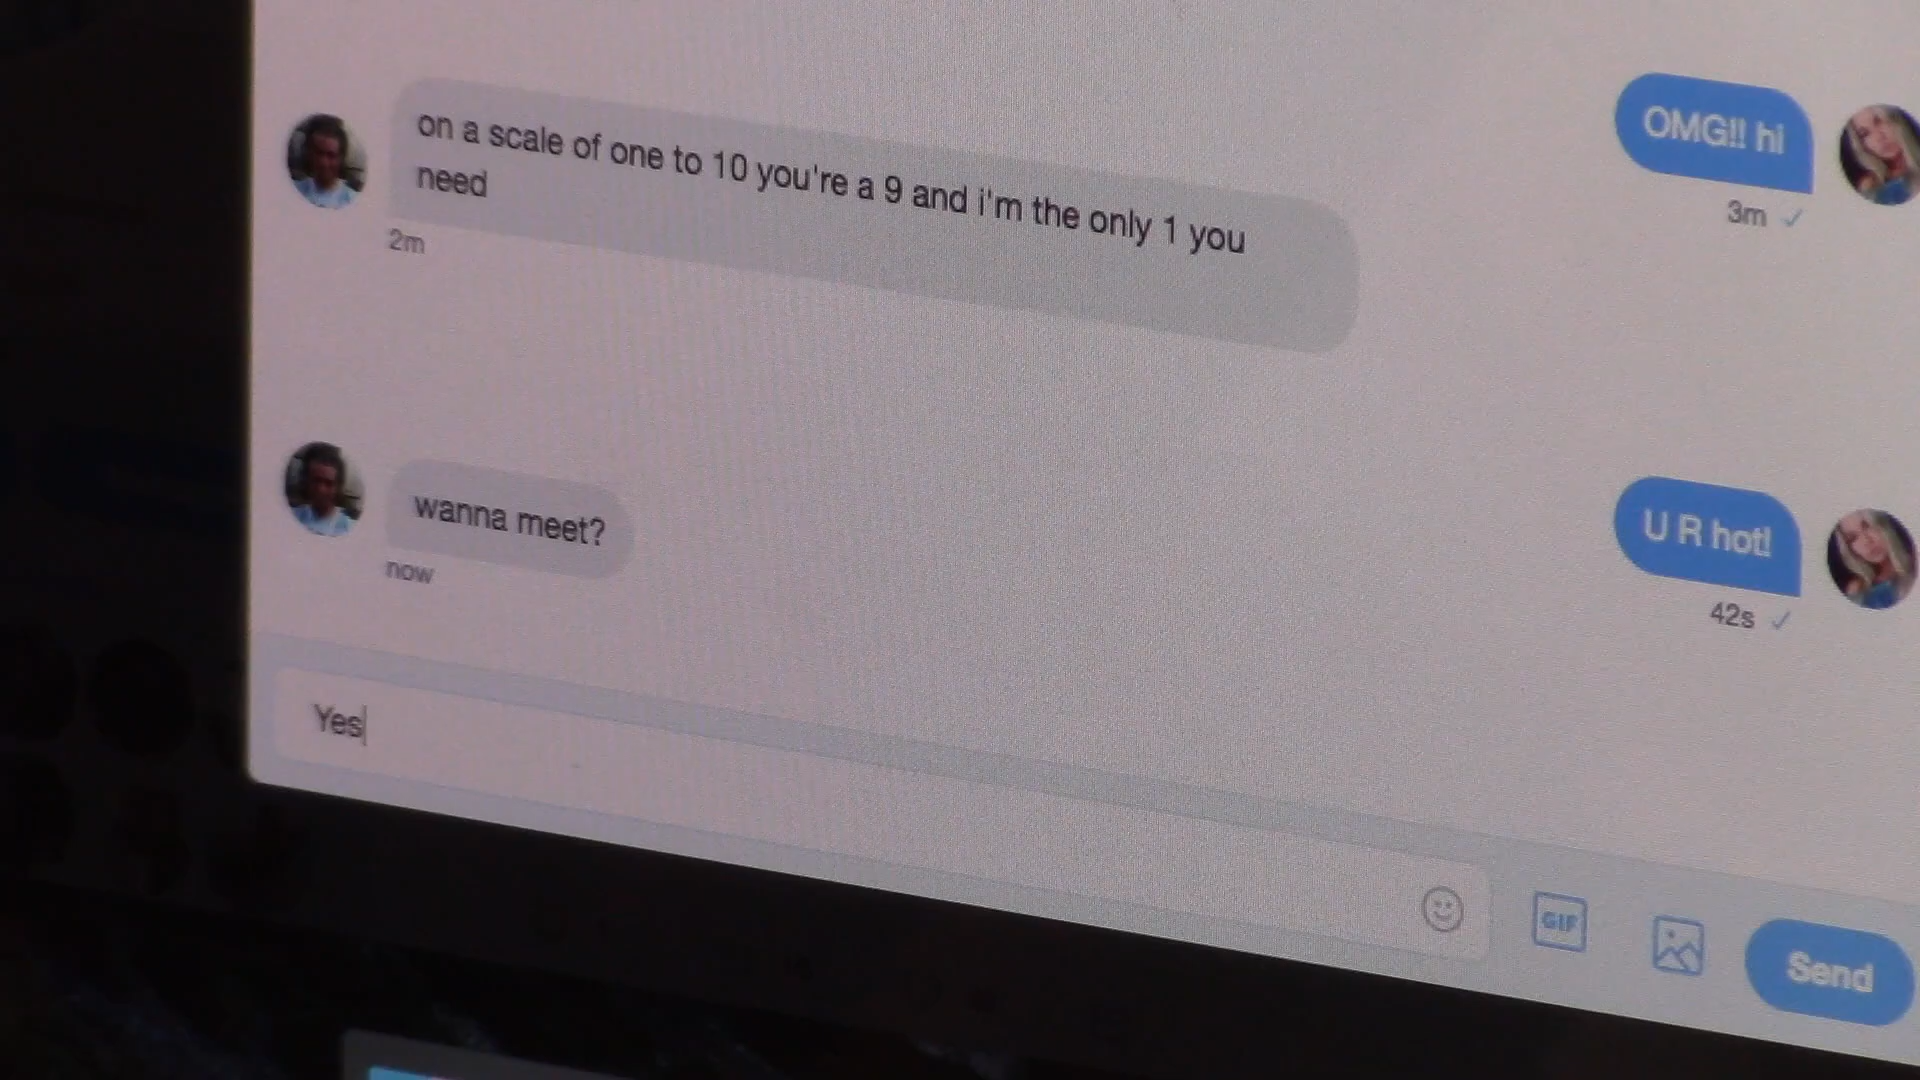 OMG!! hi
3m
on a scale of one to 10 you're a 9 and i'm the only 1 you
need
2m
U R hot!
42s
wanna meet?
now
Yes
GIF
Send